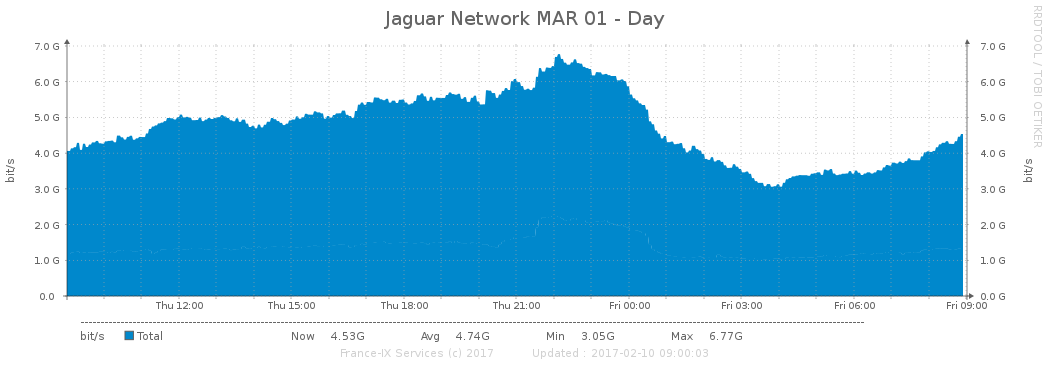 Jaguar Network MAR 01 - Day
RRDTOOL / TOBI OETIKER
7.0 G 7.0 G
6.0 G 6.0 G
5.0 G 5.0 G
4.0 G 4.0 G
bit/s bit/s
3.0 G 3.0 G
2.0 G 2.0 G
1.0 G 1.0 G
0.0 0.0 G
Thu 12:00 Thu 15:00 Thu 18:00 Thu 21:00 Fri 00:00 Fri 03:00 Fri 06:00 Fri 09:00
bit/s Total Now 4.53G Avg 4.74G Min 3.05G Max 6.77G
France-IX Services (c) 2017 Updated : 2017-02-10 09:00:03